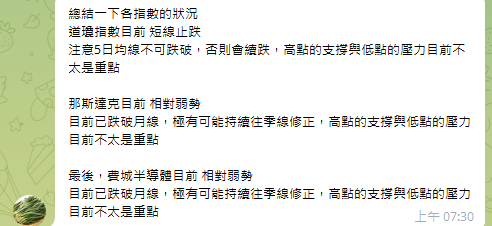 總結一下各指數的狀況
道瓊指數目前 短線止跌
注意5日均線不可跌破，否則會續跌，高點的支撐與低點的壓力目前不
太是重點
那斯達克目前 相對弱勢
目前已跌破月線，極有可能持續往季線修正，高點的支撐與低點的壓力
目前不太是重點
最後，費城半導體目前 相對弱勢
目前已跌破月線，極有可能持續往季線修正，高點的支撐與低點的壓力
目前不太是重點
上午 07:30